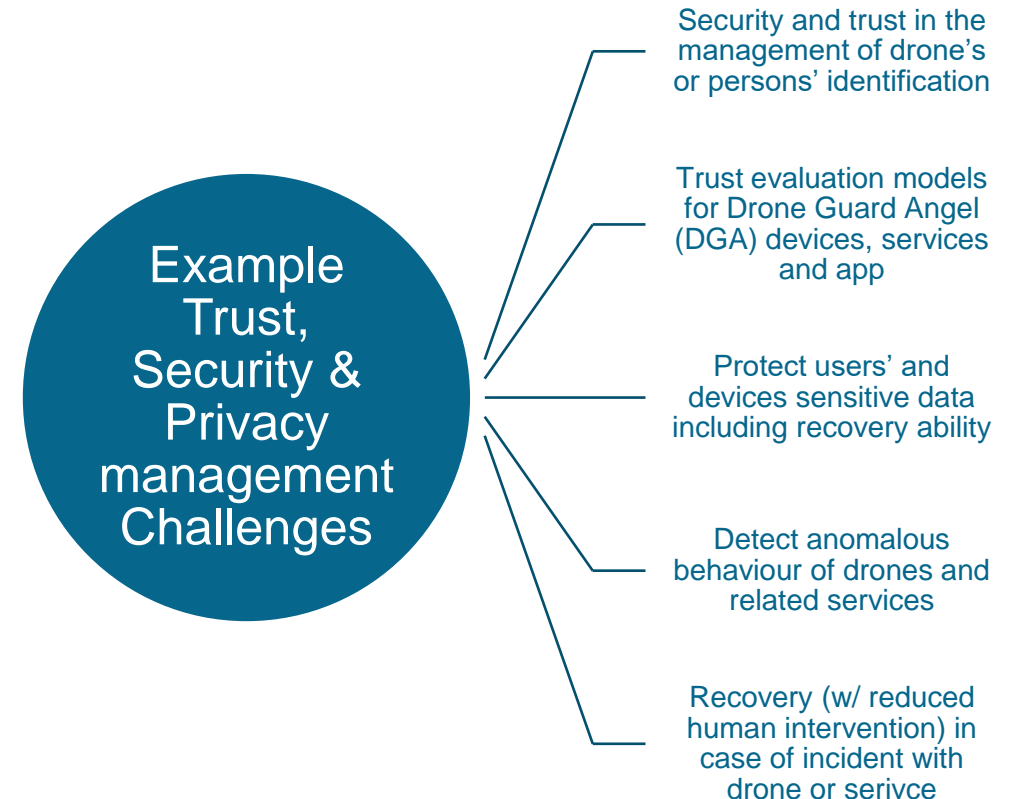 Example
Trust,
Security &
Privacy
management
Challenges
Security and trust in the
management of drone’s
or persons’ identification
Trust evaluation models
for Drone Guard Angel
(DGA) devices, services
and app
Protect users’ and
devices sensitive data
including recovery ability
Detect anomalous
behaviour of drones and
related services
Recovery (w/ reduced
human intervention) in
case of incident with
drone or serivce